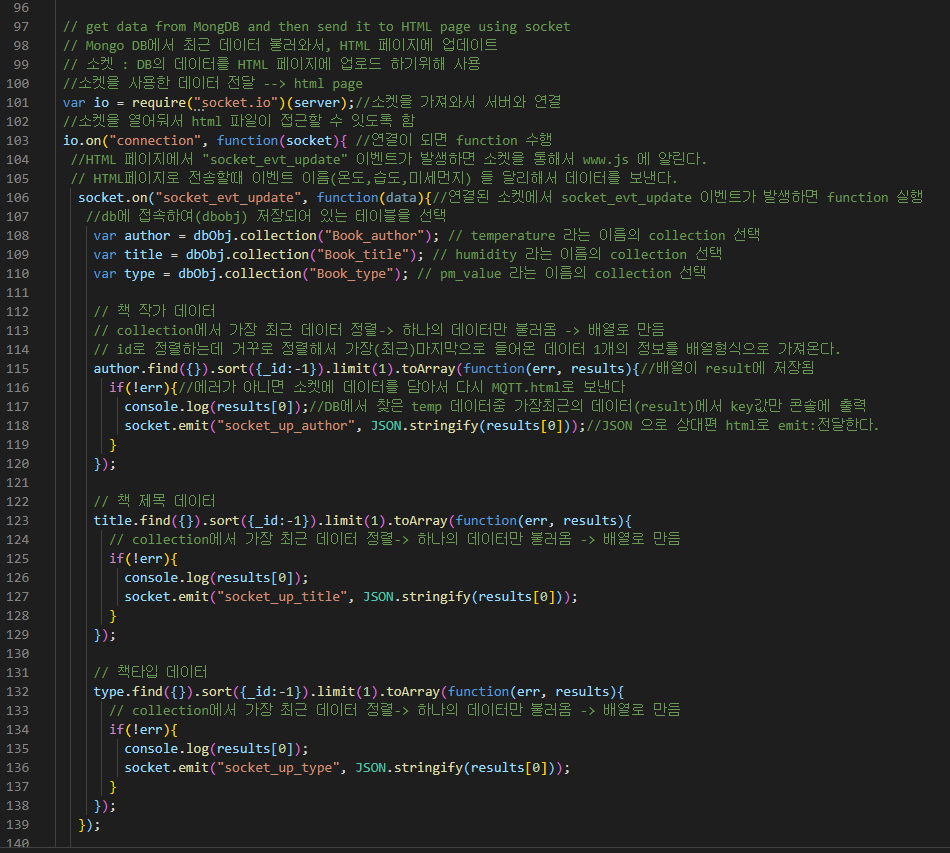 96
97 // get data from MongDB and then send it to HTML page using socket
98 // Mongo DB에서 최근 데이터 불러와서, HTML 페이지에 업데이트
99 // 소켓 : DB의 데이터를 HTML 페이지에 업로드 하기위해 사용
100 //소켓을 사용한 데이터 전달 --> html page
101 var io = require("socket.io")(server);//소켓을 가져와서 서버와 연결
102 //소켓을 열어둬서 html 파일이 접근할 수 잇도록 함
103 io.on("connection", function(socket){ //연결이 되면 function 수행
104 //HTML 페이지에서 "socket_evt_update" 이벤트가 발생하면 소켓을 통해서 www.js 에 알린다.
105 // HTML페이지로 전송할때 이벤트 이름(온도,습도,미세먼지) 을 달리해서 데이터를 보낸다.
106 socket.on("socket_evt_update", function(data){//연결된 소켓에서 socket_evt_update 이벤트가 발생하면 function 실행
107 //db에 접속하여(dbobj) 저장되어 있는 테이블을 선택
108 var author = dbObj.collection("Book_author"); // temperature 라는 이름의 collection 선택
109 var title = dbObj.collection("Book_title"); // humidity 라는 이름의 collection 선택
110 var type = dbObj.collection("Book_type"); // pm_value 라는 이름의 collection 선택
111
112 // 책 작가 데이터
113 // collection에서 가장 최근 데이터 정렬-> 하나의 데이터만 불러옴 -> 배열로 만듬
114 // id로 정렬하는데 거꾸로 정렬해서 가장(최근)마지막으로 들어온 데이터 1개의 정보를 배열형식으로 가져온다.
115 author.find({}).sort({_id:-1}).limit(1).toArray(function(err, results){//배열이 result에 저장됨
116 if(!err){//에러가 아니면 소켓에 데이터를 담아서 다시 MQTT.html로 보낸다
117 console.log(results[0]);//DB에서 찾은 temp 데이터중 가장최근의 데이터(result)에서 key값만 콘솔에 출력
118 socket.emit("socket_up_author", JSON.stringify(results[0]));//JSON 으로 상대편 html로 emit:전달한다.
119 }
120 });
121
122 // 책 제목 데이터
123 title.find({}).sort({_id:-1}).limit(1).toArray(function(err, results){
124 // collection에서 가장 최근 데이터 정렬-> 하나의 데이터만 불러옴 -> 배열로 만듬
125 if(!err){
126 console.log(results[0]);
127 socket.emit("socket_up_title", JSON.stringify(results[0]));
128 }
129 });
130
131 // 책타입 데이터
132 type.find({}).sort({_id:-1}).limit(1).toArray(function(err, results){
133 // collection에서 가장 최근 데이터 정렬-> 하나의 데이터만 불러옴 -> 배열로 만듬
134 if(!err){
135 console.log(results[0]);
136 socket.emit("socket_up_type", JSON.stringify(results[0]));
137 }
138 });
139 });
140